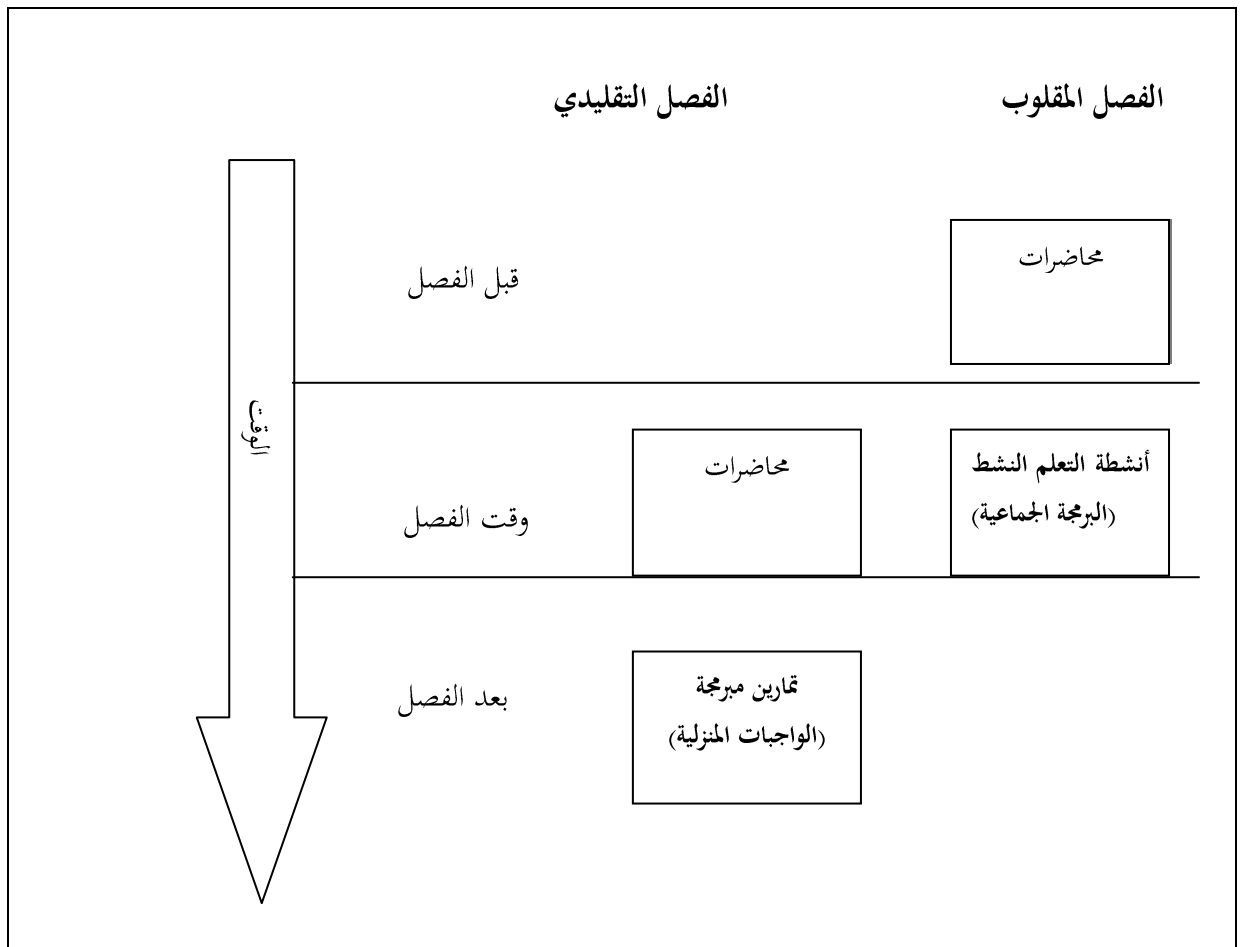 الفصل المقلوب
الفصل التقليدي
محاضرات
قبل الفصل
الوقت
أنشطة التعلم النشط
(البرمجة الجماعية)
محاضرات
وقت الفصل
تمارين مبرمجة
(الواجبات المنزلية)
بعد الفصل